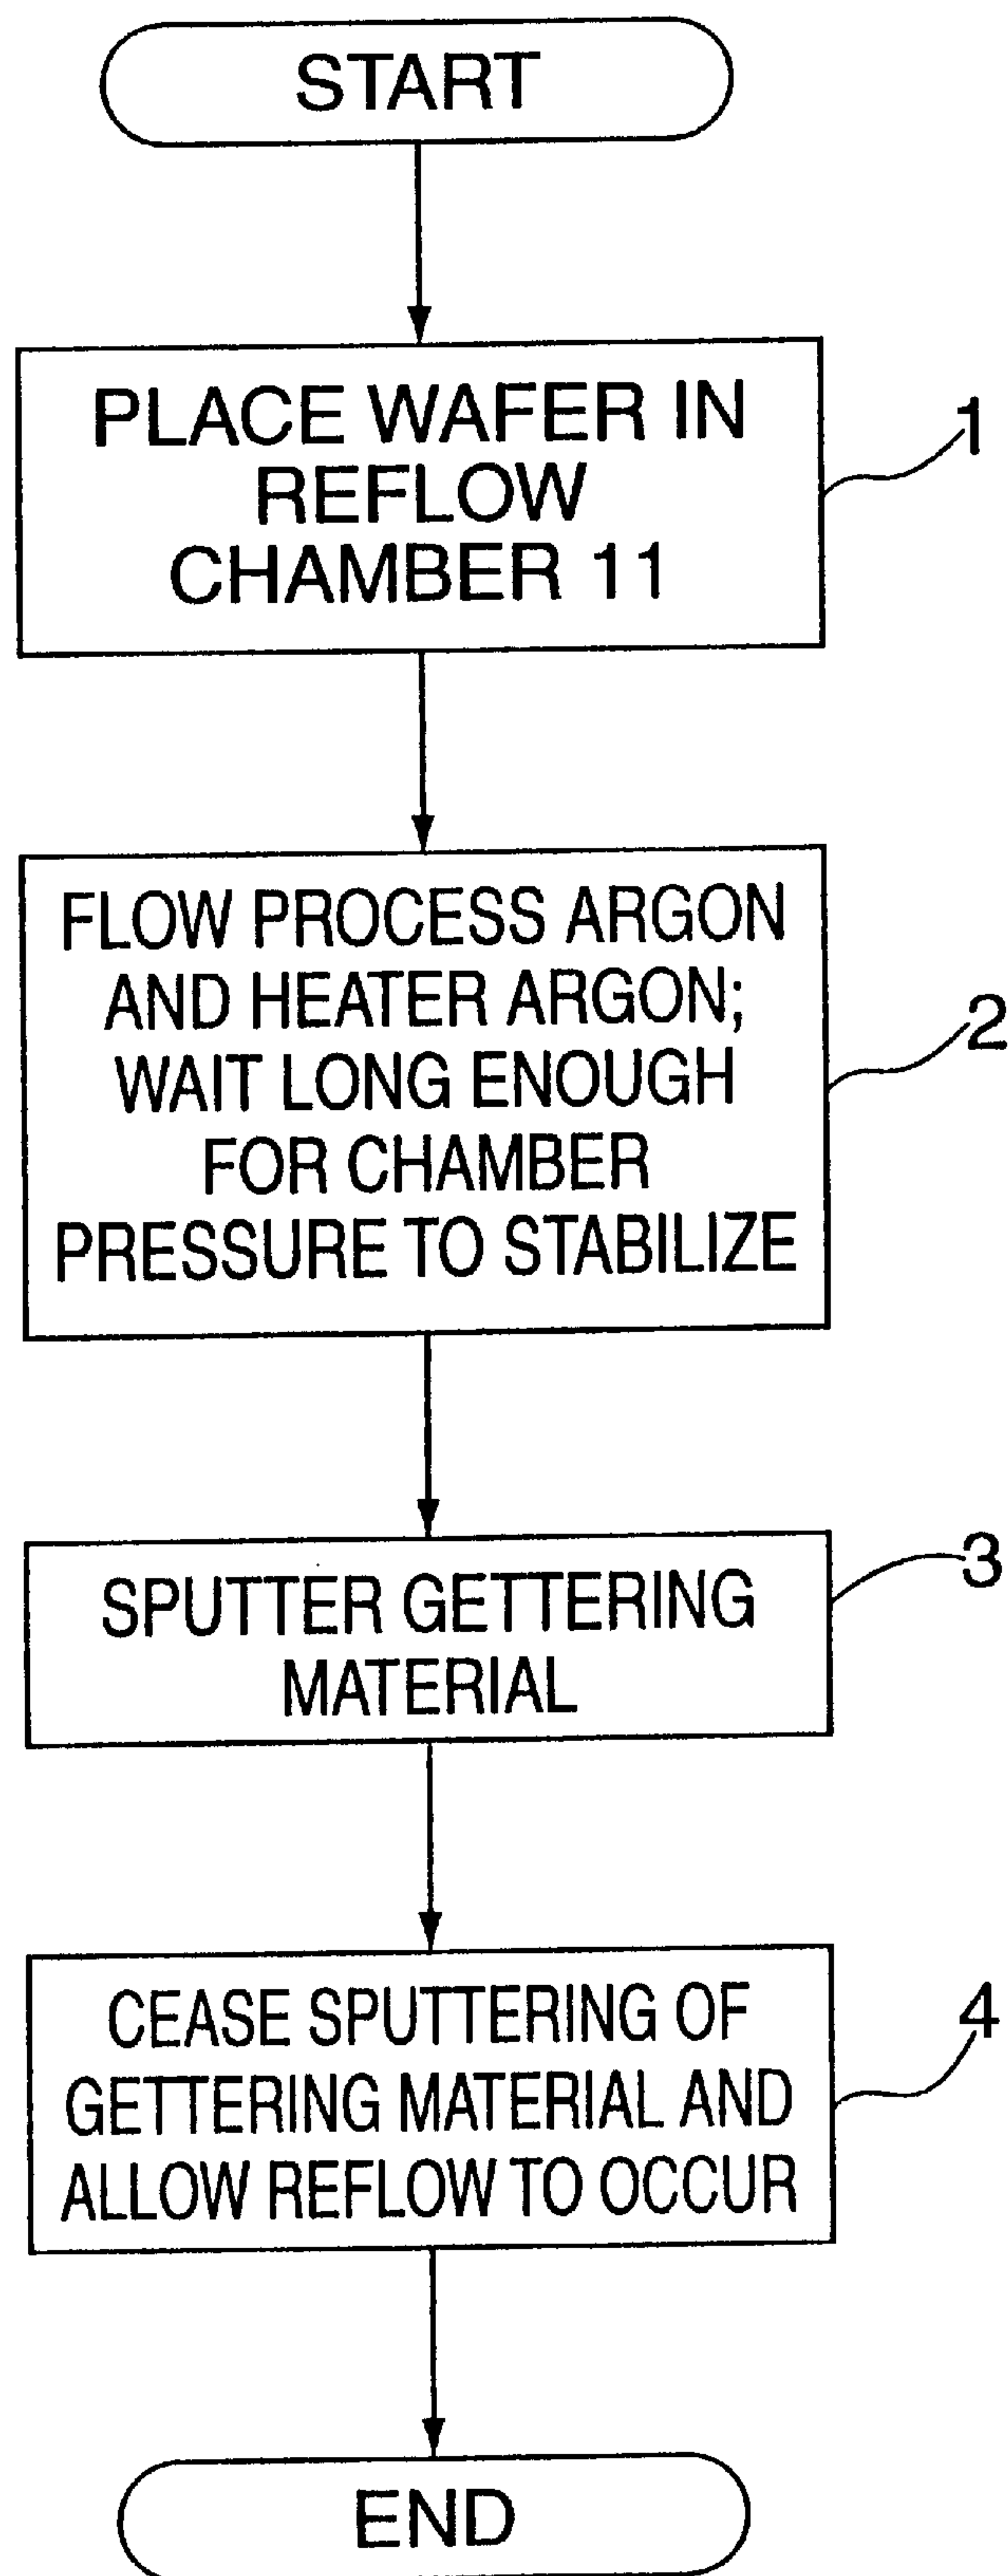 START
PLACE WAFER IN
REFLOW
CHAMBER 11
1
FLOW PROCESS ARGON
AND HEATER ARGON;
WAIT LONG ENOUGH
FOR CHAMBER
PRESSURE TO STABILIZE
2
SPUTTER GETTERING
MATERIAL
3
CEASE SPUTTERING OF
GETTERING MATERIAL AND
ALLOW REFLOW TO OCCUR
4
END